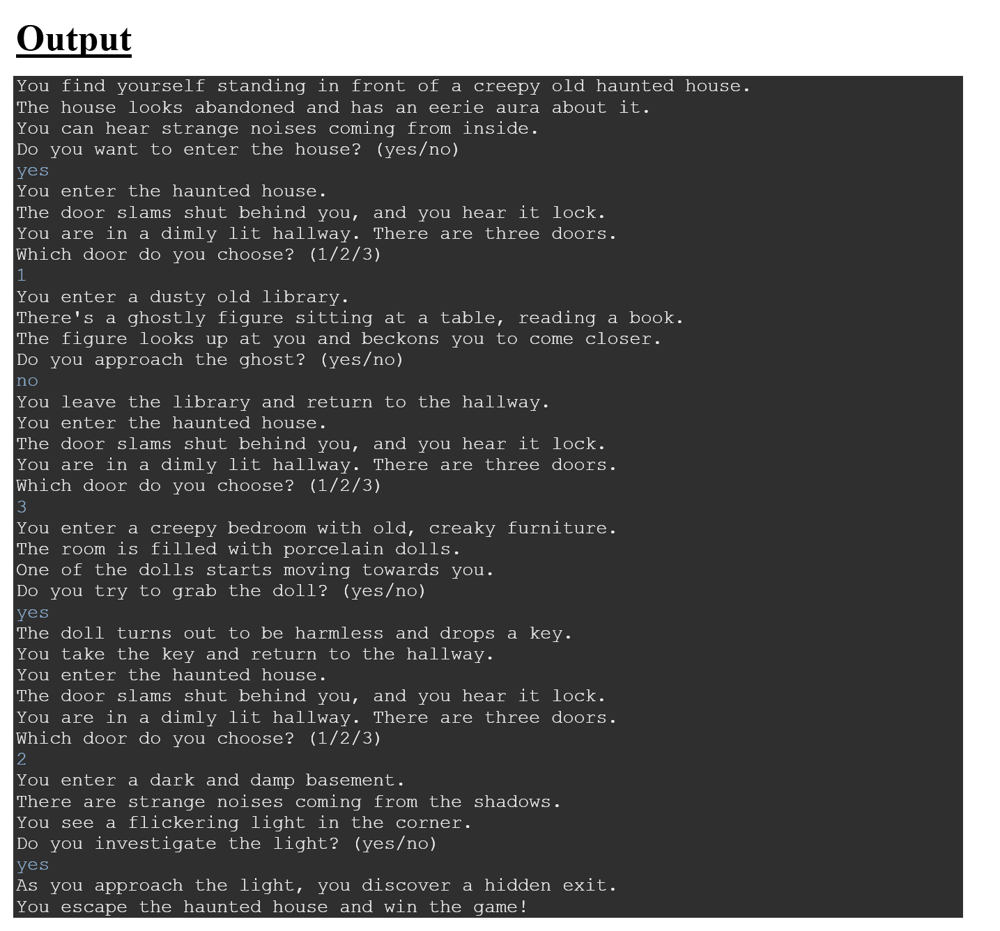 Output
You find yourself standing in front of a creepy old haunted house.
The house looks abandoned and has an eerie aura about it.
You can hear strange noises coming from inside.
Do you want to enter the house? (yes/no)
yes
You enter the haunted house.
The door slams shut behind you, and you hear it lock.
You are in a dimly lit hallway. There are three doors.
Which door do you choose? (1/2/3)
1
You enter a dusty old library.
There's a ghostly figure sitting at a table, reading a book.
The figure looks up at you and beckons you to come closer.
Do you approach the ghost? (yes/no)
no
You leave the library and return to the hallway.
You enter the haunted house.
The door slams shut behind you, and you hear it lock.
You are in a dimly lit hallway. There are three doors.
Which door do you choose? (1/2/3)
3
You enter a creepy bedroom with old, creaky furniture.
The room is filled with porcelain dolls.
One of the dolls starts moving towards you.
Do you try to grab the doll? (yes/no)
yes
The doll turns out to be harmless and drops a key.
You take the key and return to the hallway.
You enter the haunted house.
The door slams shut behind you, and you hear it lock.
You are in a dimly lit hallway. There are three doors.
Which door do you choose? (1/2/3)
2
You enter a dark and damp basement.
There are strange noises coming from the shadows.
You see a flickering light in the corner.
Do you investigate the light? (yes/no)
yes
As you approach the light, you discover a hidden exit.
You escape the haunted house and win the game!